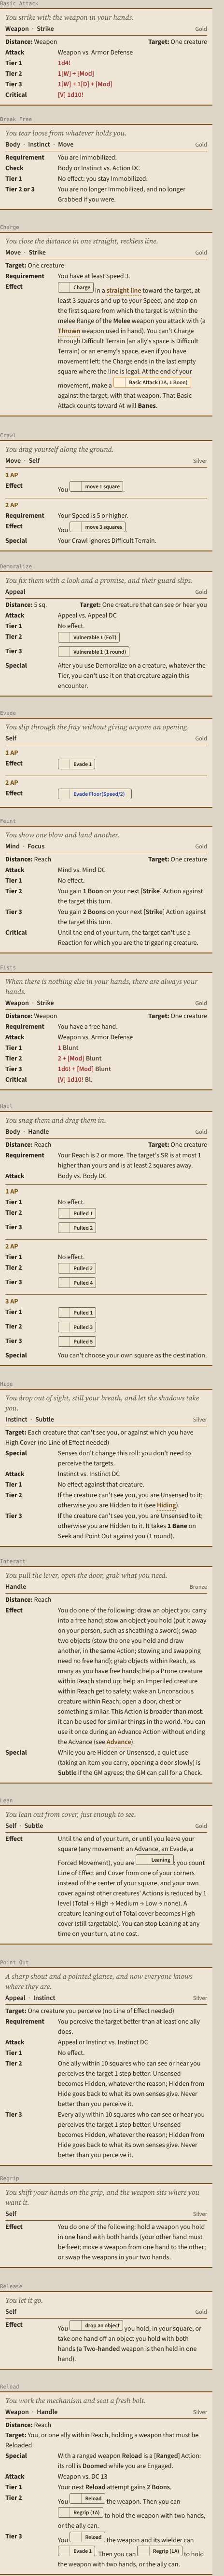 Basic Attack
You strike with the weapon in your hands.
Weapon · Strike Gold
Distance: Weapon Target: One creature
Attack Weapon vs. Armor Defense
Tier 1 1d4!
Tier 2 1[W] + [Mod]
Tier 3 1[W] + 1[D] + [Mod]
Critical [V] 1d10!
Break Free
You tear loose from whatever holds you.
Body · Instinct · Move Gold
Requirement You are Immobilized.
Check Body or Instinct vs. Action DC
Tier 1 No effect: you stay Immobilized.
Tier 2 or 3 You are no longer Immobilized, and no longer
Grabbed if you were.
Charge
You close the distance in one straight, reckless line.
Move · Strike Gold
Target: One creature
Requirement You have at least Speed 3.
Effect Charge in a straight line toward the target, at
least 3 squares and up to your Speed, and stop on
the first square from which the target is within the
melee Range of the Melee weapon you attack with (a
Thrown weapon used in hand). You can't Charge
through Difficult Terrain (an ally's space is Difficult
Terrain) or an enemy's space, even if you have
movement left: the Charge ends in the last empty
square where the line is legal. At the end of your
movement, make a Basic Attack (1A, 1 Boon)
against the target, with that weapon. That Basic
Attack counts toward At-will Banes.
Crawl
You drag yourself along the ground.
Move · Self Silver
1 AP
Effect You move 1 square
2 AP
Requirement Your Speed is 5 or higher.
Effect You move 3 squares
Special Your Crawl ignores Difficult Terrain.
Demoralize
You fix them with a look and a promise, and their guard slips.
Appeal Gold
Distance: 5 sq. Target: One creature that can see or hear you
Attack Appeal vs. Appeal DC
Tier 1 No effect.
Tier 2 Vulnerable 1 (EoT)
Tier 3 Vulnerable 1 (1 round)
Special After you use Demoralize on a creature, whatever the
Tier, you can't use it on that creature again this
encounter.
Evade
You slip through the fray without giving anyone an opening.
Self Gold
1 AP
Effect Evade 1
2 AP
Effect Evade Floor(Speed/2)
Feint
You show one blow and land another.
Mind · Focus Gold
Distance: Reach Target: One creature
Attack Mind vs. Mind DC
Tier 1 No effect.
Tier 2 You gain 1 Boon on your next [Strike] Action against
the target this turn.
Tier 3 You gain 2 Boons on your next [Strike] Action against
the target this turn.
Critical Until the end of your turn, the target can't use a
Reaction for which you are the triggering creature.
Fists
When there is nothing else in your hands, there are always your
hands.
Weapon · Strike Gold
Distance: Weapon Target: One creature
Requirement You have a free hand.
Attack Weapon vs. Armor Defense
Tier 1 1 Blunt
Tier 2 2 + [Mod] Blunt
Tier 3 1d6! + [Mod] Blunt
Critical [V] 1d10! Bl.
Haul
You snag them and drag them in.
Body · Handle Gold
Distance: Reach Target: One creature
Requirement Your Reach is 2 or more. The target's SR is at most 1
higher than yours and is at least 2 squares away.
Attack Body vs. Body DC
1 AP
Tier 1 No effect.
Tier 2 Pulled 1
Tier 3 Pulled 2
2 AP
Tier 1 No effect.
Tier 2 Pulled 2
Tier 3 Pulled 4
3 AP
Tier 1 Pulled 1
Tier 2 Pulled 3
Tier 3 Pulled 5
Special You can't choose your own square as the destination.
Hide
You drop out of sight, still your breath, and let the shadows take
you.
Instinct · Subtle Silver
Target: Each creature that can't see you, or against which you have
High Cover (no Line of Effect needed)
Special Senses don't change this roll: you don't need to
perceive the targets.
Attack Instinct vs. Instinct DC
Tier 1 No effect against that creature.
Tier 2 If the creature can't see you, you are Unsensed to it;
otherwise you are Hidden to it (see Hiding).
Tier 3 If the creature can't see you, you are Unsensed to it;
otherwise you are Hidden to it. It takes 1 Bane on
Seek and Point Out against you (1 round).
Interact
You pull the lever, open the door, grab what you need.
Handle Bronze
Distance: Reach
Effect You do one of the following: draw an object you carry
into a free hand; stow an object you hold (put it away
on your person, such as sheathing a sword); swap
two objects (stow the one you hold and draw
another, in the same Action; stowing and swapping
need no free hand); grab objects within Reach, as
many as you have free hands; help a Prone creature
within Reach stand up; help an imperiled creature
within Reach get to safety; wake an Unconscious
creature within Reach; open a door, chest or
something similar. This Action is broader than most:
it can be used for similar things in the world. You can
use it once during an Advance Action without ending
the Advance (see Advance).
Special While you are Hidden or Unsensed, a quiet use
(taking an item you carry, opening a door slowly) is
Subtle if the GM agrees; the GM can call for a Check.
Lean
You lean out from cover, just enough to see.
Self · Subtle Silver
Effect Until the end of your turn, or until you leave your
square (any movement: an Advance, an Evade, a
Forced Movement), you are Leaning: you count
Line of Effect and Cover from one of your contiguous
squares instead of your square, and your own
cover against other creatures' Actions is reduced by 1
level (Total → High → Medium → Low → none). A
creature leaning out of Total cover becomes High
cover (still targetable). You can stop Leaning at any
time on your turn, at no cost.
Point Out
A sharp shout and a pointed glance, and now everyone knows
where they are.
Appeal · Instinct Silver
Target: One creature you perceive (no Line of Effect needed)
Requirement You perceive the target better than at least one ally
does.
Attack Appeal or Instinct vs. Instinct DC
Tier 1 No effect.
Tier 2 One ally within 10 squares who can see or hear you
perceives the target 1 step better: Unsensed
becomes Hidden, whatever the reason; Hidden from
Hide goes back to what its own senses give. Never
better than you perceive it.
Tier 3 Every ally within 10 squares who can see or hear you
perceives the target 1 step better: Unsensed
becomes Hidden, whatever the reason; Hidden from
Hide goes back to what its own senses give. Never
better than you perceive it.
Regrip
You shift your hands on the grip, and the weapon sits where you
want it.
Self Silver
Effect You do one of the following: hold a weapon you hold
in one hand with both hands (your other hand must
be free); move a weapon from one hand to the other;
or swap the weapons in your two hands.
Release
You let it go.
Self Gold
Effect You drop an object you hold, in your square, or
take one hand off an object you hold with both
hands (a Two-handed weapon is then held in one
hand).
Reload
You work the mechanism and seat a fresh bolt.
Weapon · Handle Silver
Distance: Reach
Target: You, or one ally within Reach, holding a weapon that must be
Reloaded
Special With a ranged weapon Reload is a [Ranged] Action:
its roll is Doomed while you are Engaged.
Attack Weapon vs. DC 13
Tier 1 Your next Reload attempt gains 2 Boons.
Tier 2 You Reload the weapon. Then you can
Regrip (1A) to hold the weapon with two hands,
or the ally can.
Tier 3 You Reload the weapon and its wielder can
Evade 1. Then you can Regrip (1A) to hold
the weapon with two hands, or the ally can.